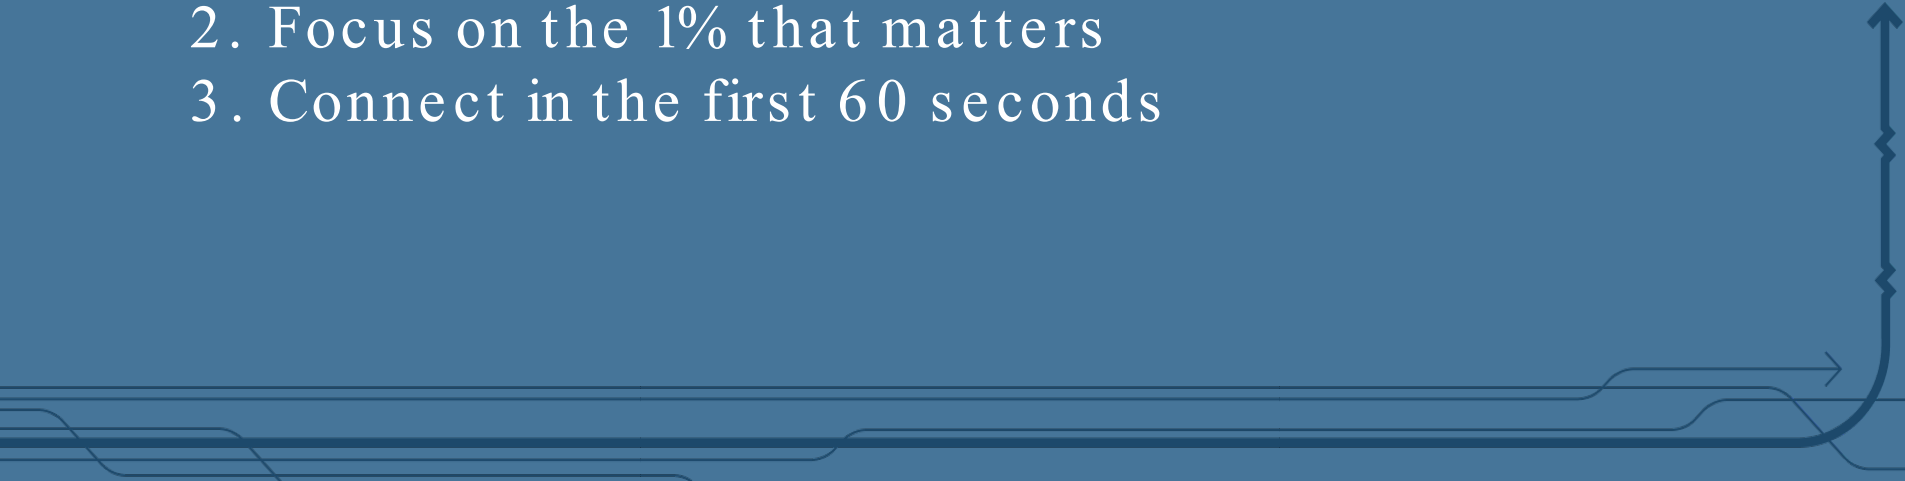 2. Focus on the 1% that matters
3. Connect in the first 60 seconds